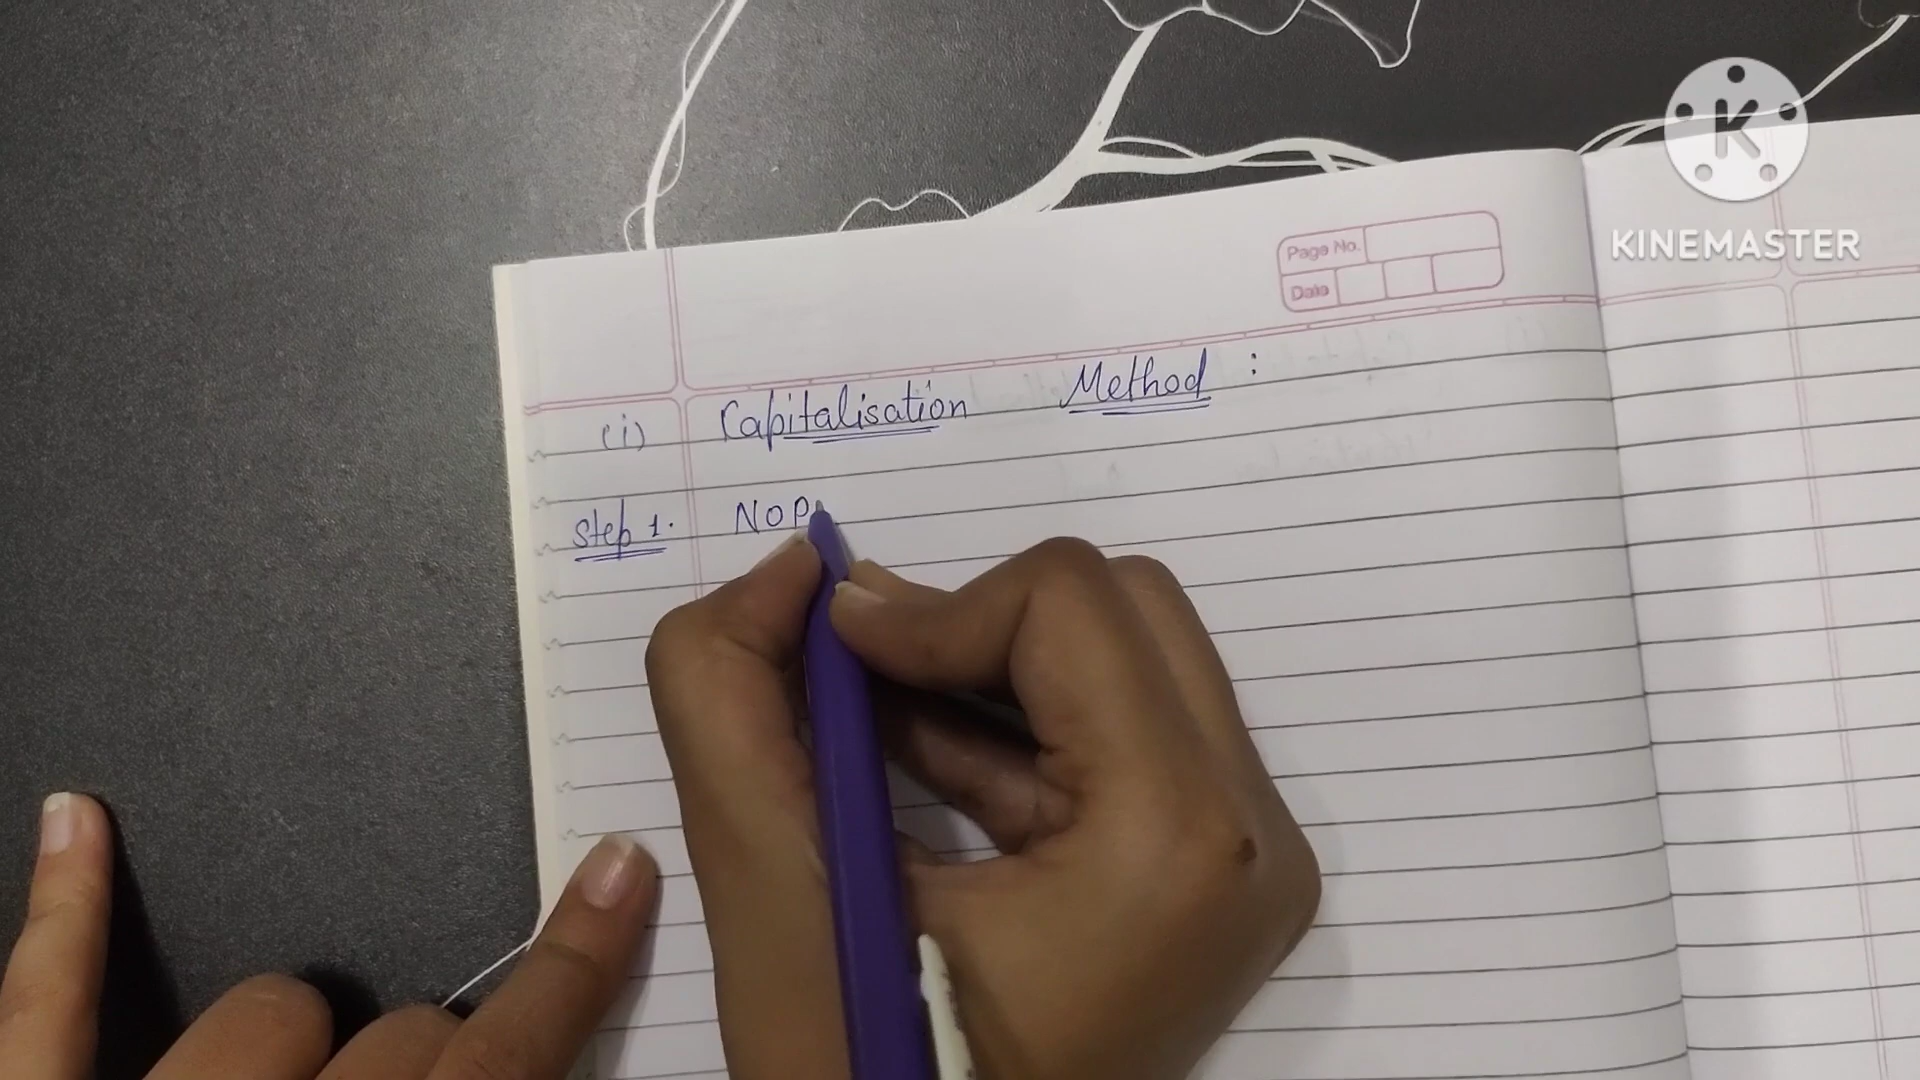 KINEMASTER
Page No.
Date
(i) Capitalisation Method :
Step 1. NOP